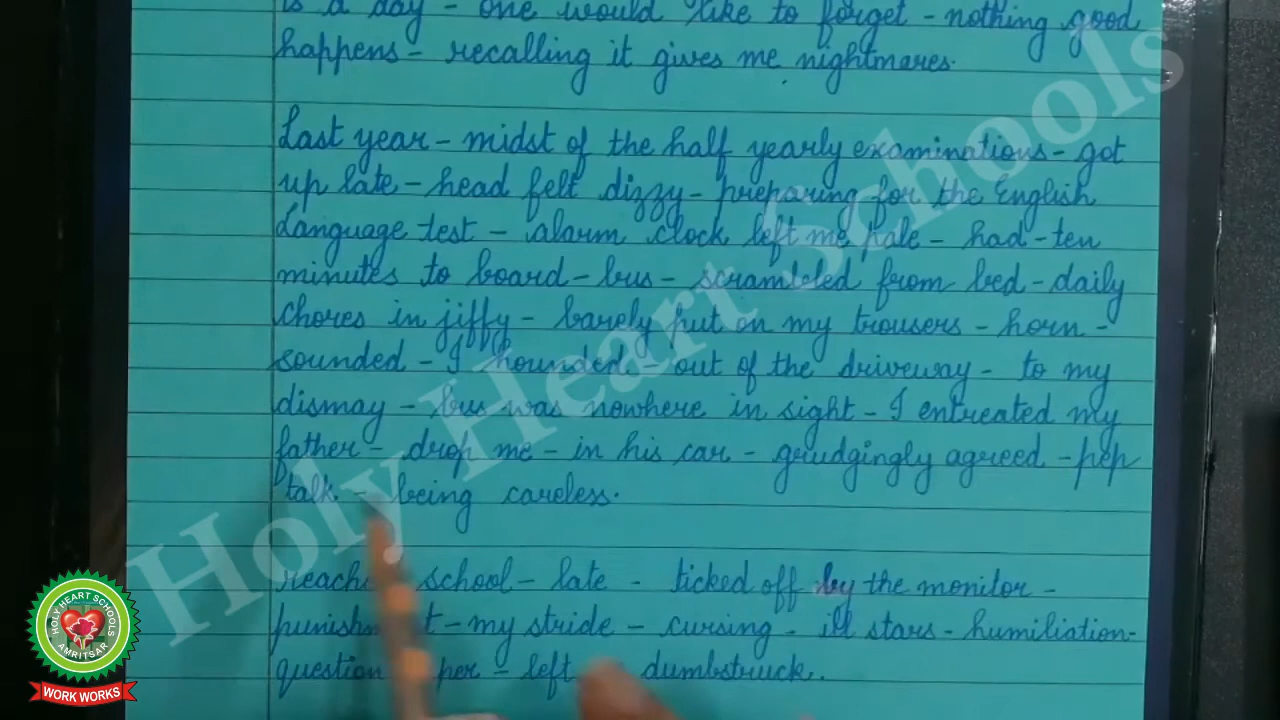 is a day - one would like to forget - nothing good
happens - recalling it gives me nightmares.
Last year - midst of the half yearly examinations - got
up late - head felt dizzy - preparing for the English
Language test - alarm clock left me pale - had - ten
minutes to board - bus - scrambled from bed - daily
chores in jiffy - barely put on my trousers - horn -
sounded - I hounded - out of the driveway - to my
dismay - bus was nowhere in sight - I entreated my
father - drop me - in his car - grudgingly agreed - pep
talk - being careless.
school - late - ticked off by the monitor -
my stride - cursing - ill stars - humiliation -
question left dumbstruck.
Holy Heart Schools
HOLY HEART SCHOOLS
AMRITSAR
WORK WORKS